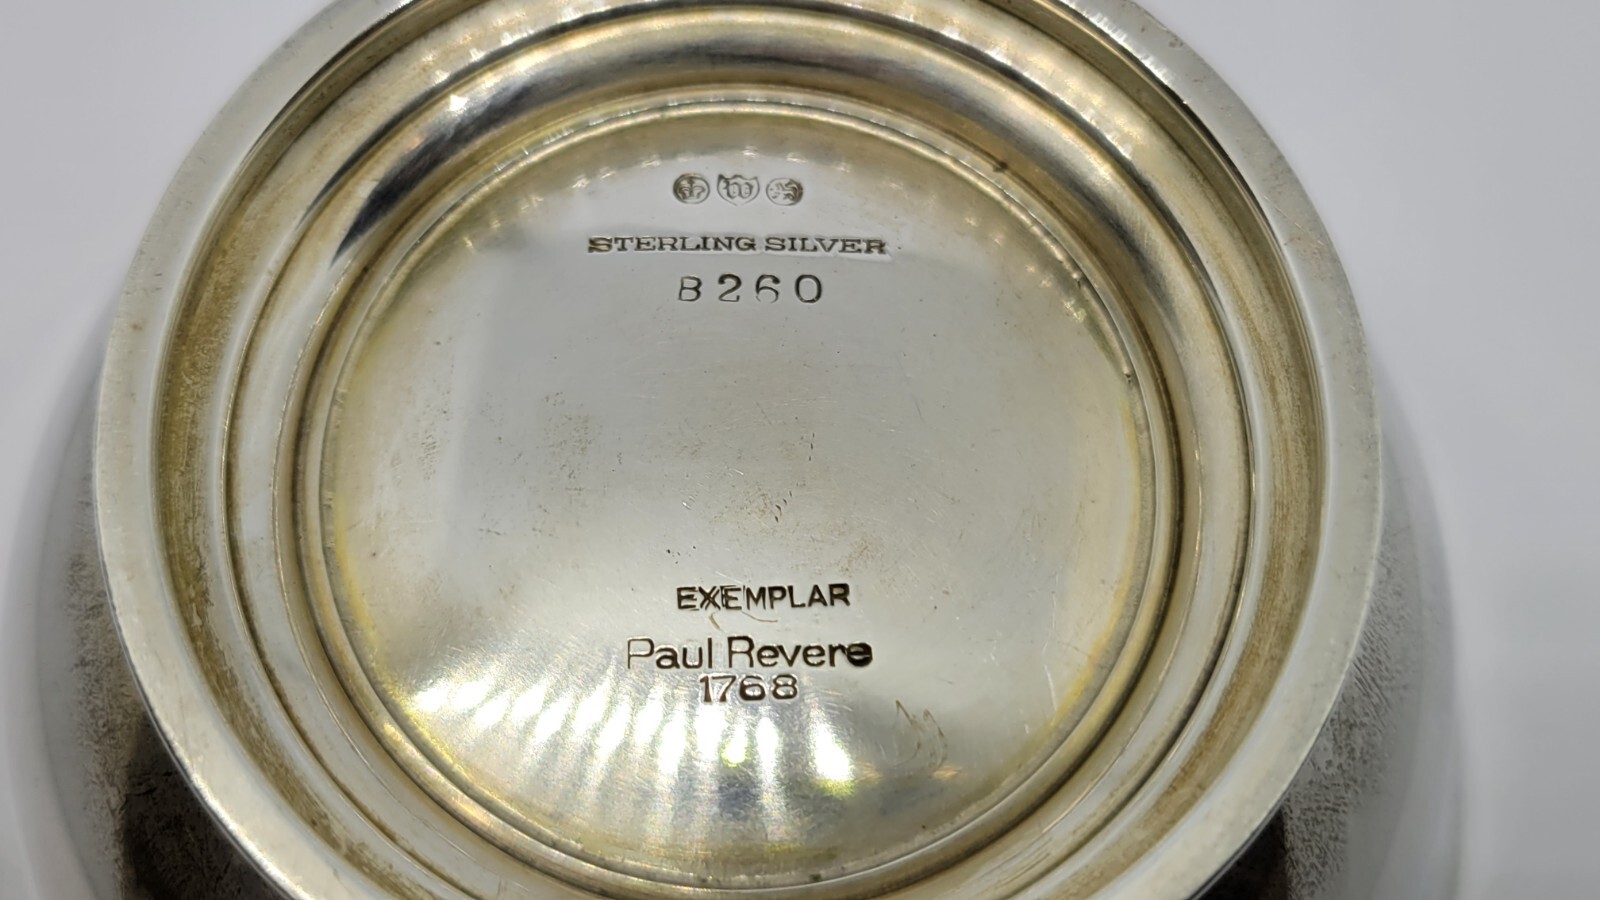 W
STERLING SILVER
B260
EXEMPLAR
Paul Revere
1768